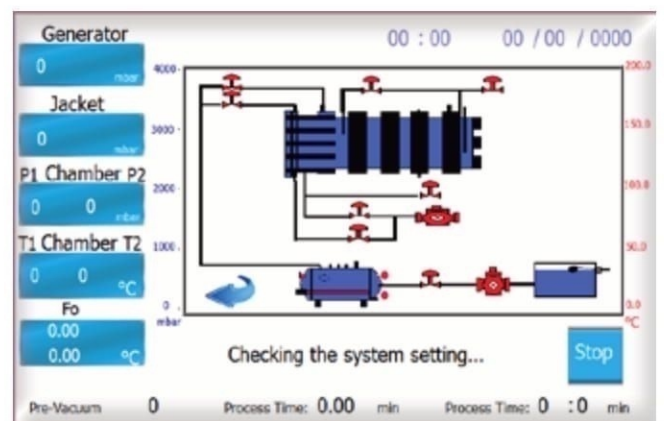 Generator
00 : 00 00 /00 / 0000
0
mbar
Jacket
0
mbar
P1 Chamber P2
0 0
mbar
T1 Chamber T2
0 0
°C
Fo
0.00
0.00 °C
4000
3000
2000
1000
0
mbar
200.0
150.0
100.0
50.0
0.0
°C
Checking the system setting...
Stop
Pre-Vacuum 0 Process Time: 0.00 min Process Time: 0 :0 min